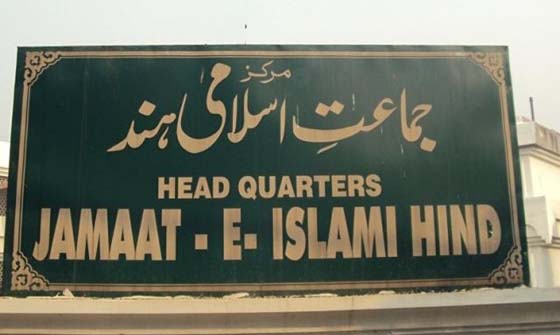 مرکز
جماعتِ اسلامی ہند
HEAD QUARTERS
JAMAAT - E- ISLAMI HIND